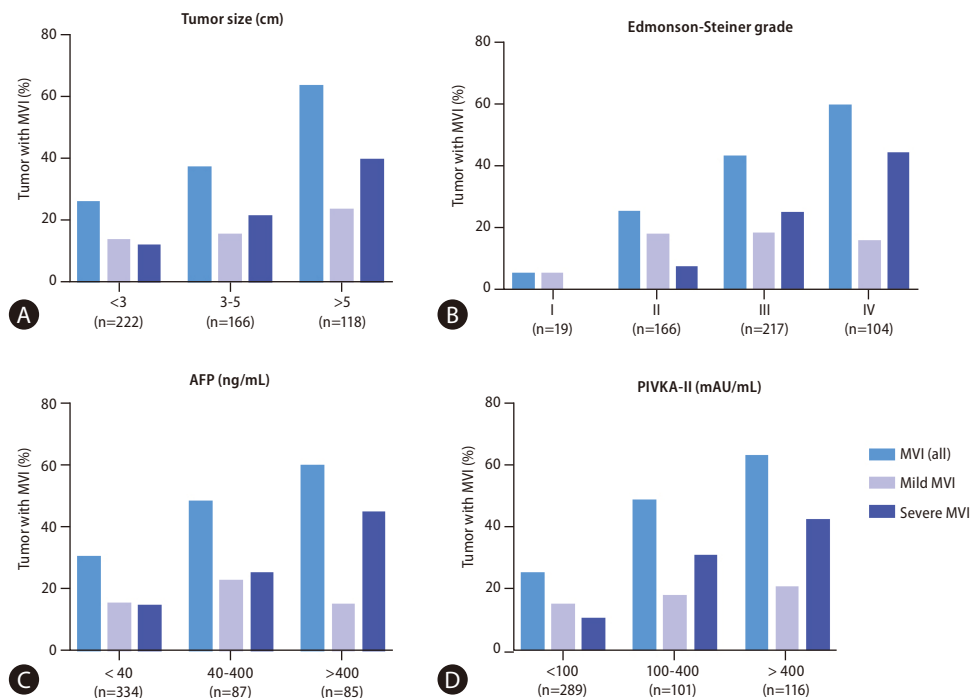 Tumor size (cm)
Tumor with MVI (%)
80
60
40
20
0
<3
3-5
>5
(n=222)
(n=166)
(n=118)
A
Edmonson-Steiner grade
Tumor with MVI (%)
80
60
40
20
0
I
II
III
IV
(n=19)
(n=166)
(n=217)
(n=104)
B
AFP (ng/mL)
Tumor with MVI (%)
80
60
40
20
0
< 40
40-400
>400
(n=334)
(n=87)
(n=85)
C
PIVKA-II (mAU/mL)
Tumor with MVI (%)
80
60
40
20
0
<100
100-400
> 400
(n=289)
(n=101)
(n=116)
D
MVI (all)
Mild MVI
Severe MVI